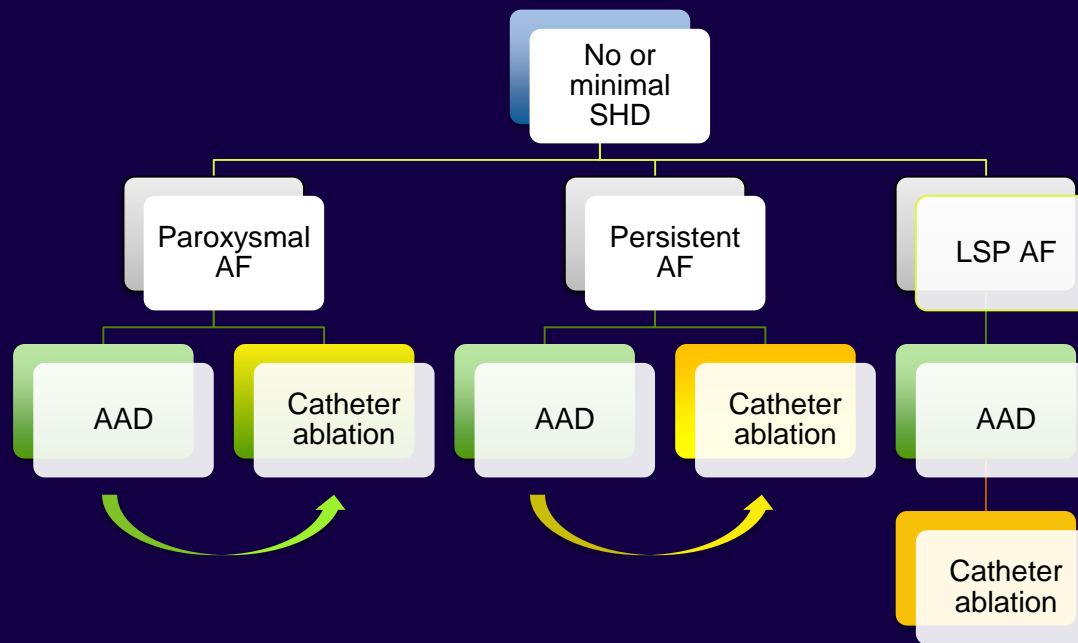 No or
minimal
SHD
Paroxysmal
AF
Persistent
AF
LSP AF
AAD
Catheter
ablation
AAD
Catheter
ablation
AAD
Catheter
ablation